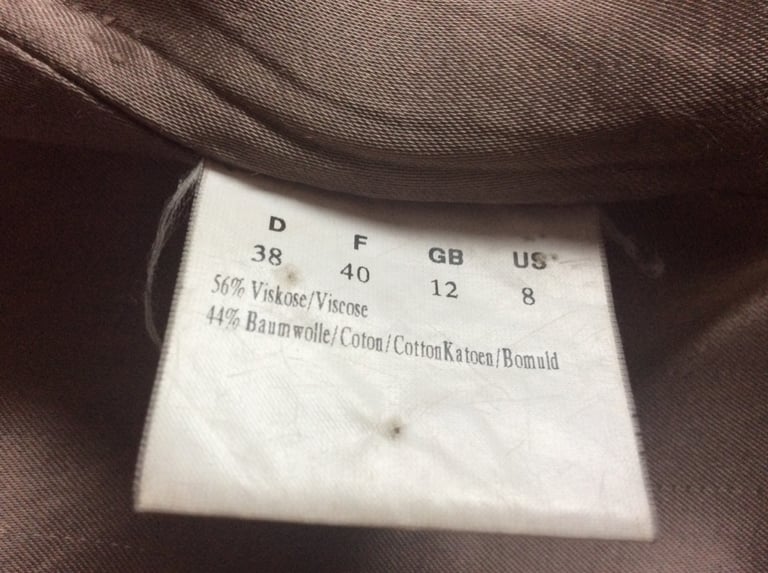 D F GB US
38 40 12 8
56% Viskose/Viscose
44% Baumwolle/Coton/CottonKatoen/Bomuld